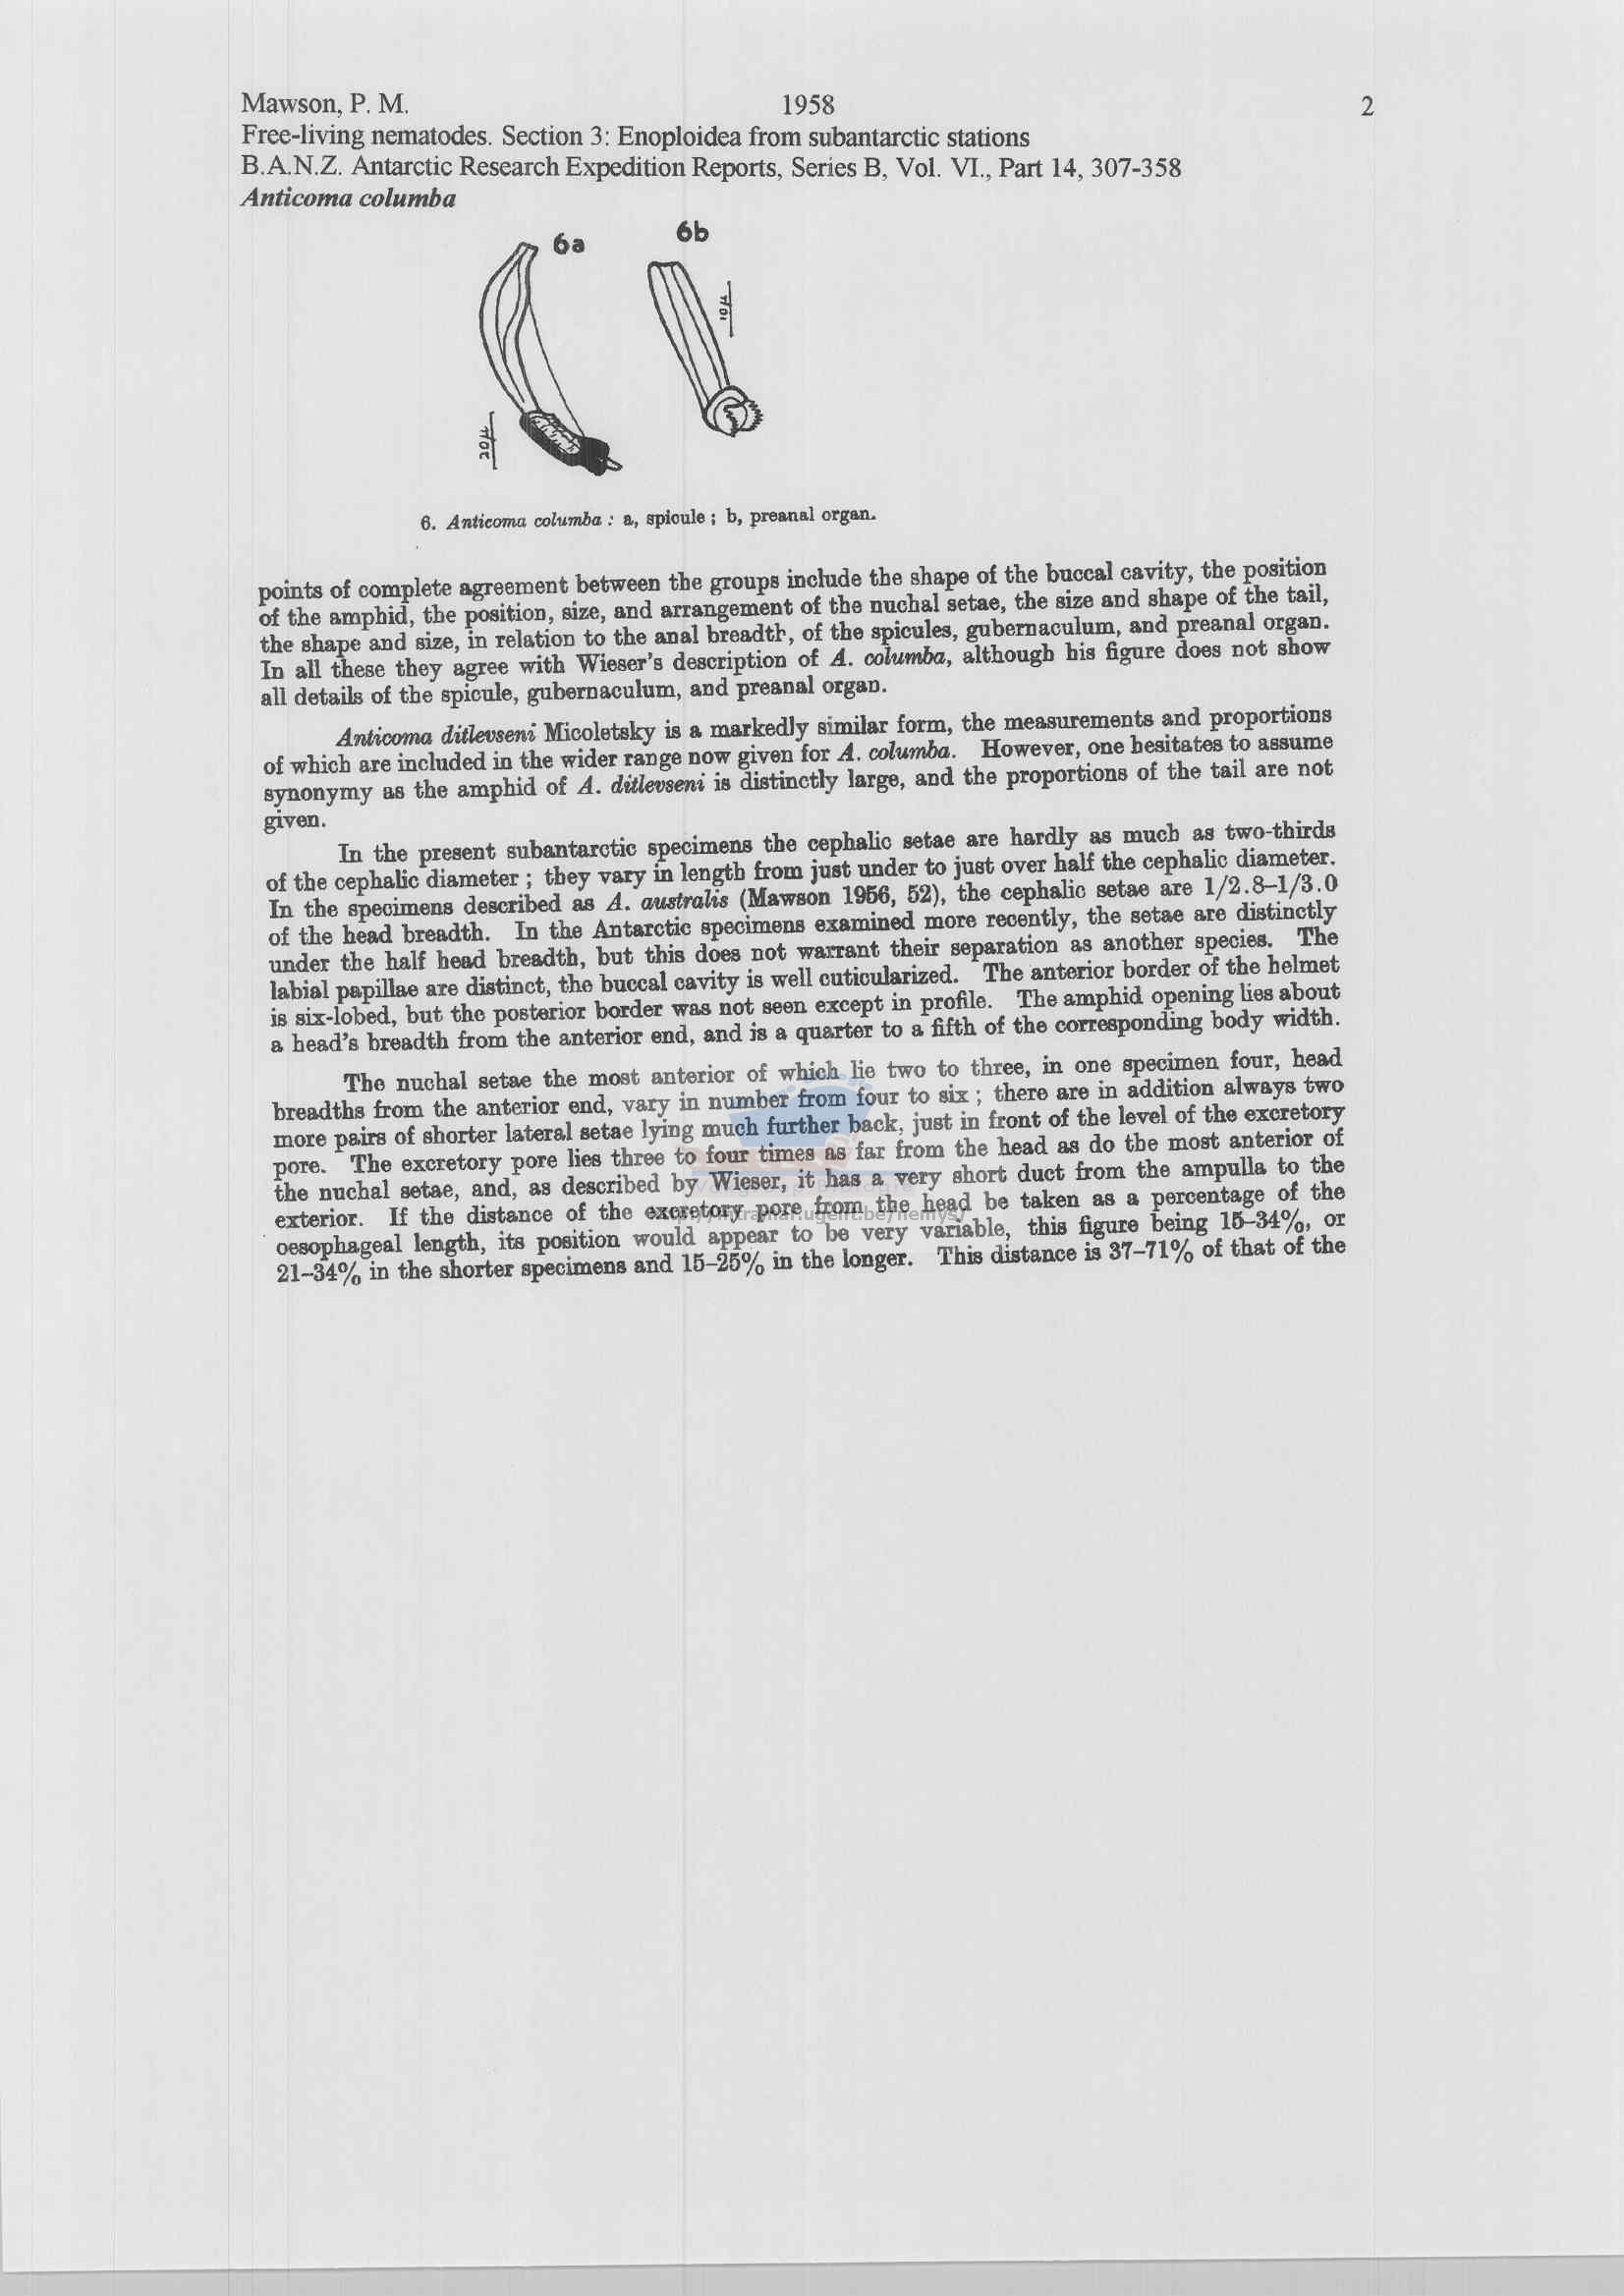 Mawson, P. M. 1958 2
Free-living nematodes. Section 3: Enoploidea from subantarctic stations
B.A.N.Z. Antarctic Research Expedition Reports, Series B, Vol. VI., Part 14, 307-358
Anticoma columba
6a 6b
10μ
20μ
6. Anticoma columba : a, spicule ; b, preanal organ.
points of complete agreement between the groups include the shape of the buccal cavity, the position
of the amphid, the position, size, and arrangement of the nuchal setae, the size and shape of the tail,
the shape and size, in relation to the anal breadth, of the spicules, gubernaculum, and preanal organ.
In all these they agree with Wieser's description of A. columba, although his figure does not show
all details of the spicule, gubernaculum, and preanal organ.
Anticoma ditlevseni Micoletsky is a markedly similar form, the measurements and proportions
of which are included in the wider range now given for A. columba. However, one hesitates to assume
synonymy as the amphid of A. ditlevseni is distinctly large, and the proportions of the tail are not
given.
In the present subantarctic specimens the cephalic setae are hardly as much as two-thirds
of the cephalic diameter ; they vary in length from just under to just over half the cephalic diameter.
In the specimens described as A. australis (Mawson 1956, 52), the cephalic setae are 1/2.8–1/3.0
of the head breadth. In the Antarctic specimens examined more recently, the setae are distinctly
under the half head breadth, but this does not warrant their separation as another species. The
labial papillae are distinct, the buccal cavity is well cuticularized. The anterior border of the helmet
is six-lobed, but the posterior border was not seen except in profile. The amphid opening lies about
a head's breadth from the anterior end, and is a quarter to a fifth of the corresponding body width.
The nuchal setae the most anterior of which lie two to three, in one specimen four, head
breadths from the anterior end, vary in number from four to six ; there are in addition always two
more pairs of shorter lateral setae lying much further back, just in front of the level of the excretory
pore. The excretory pore lies three to four times as far from the head as do the most anterior of
the nuchal setae, and, as described by Wieser, it has a very short duct from the ampulla to the
exterior. If the distance of the excretory pore from the head be taken as a percentage of the
oesophageal length, its position would appear to be very variable, this figure being 15–34%, or
21–34% in the shorter specimens and 15–25% in the longer. This distance is 37–71% of that of the